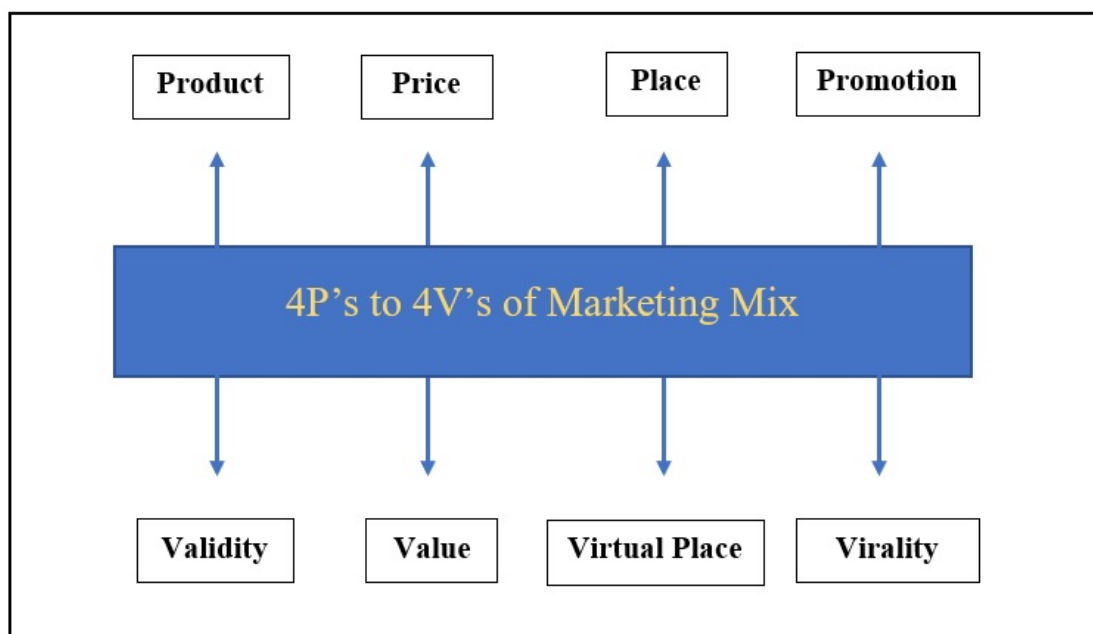 Product
Price
Place
Promotion
4P’s to 4V’s of Marketing Mix
Validity
Value
Virtual Place
Virality